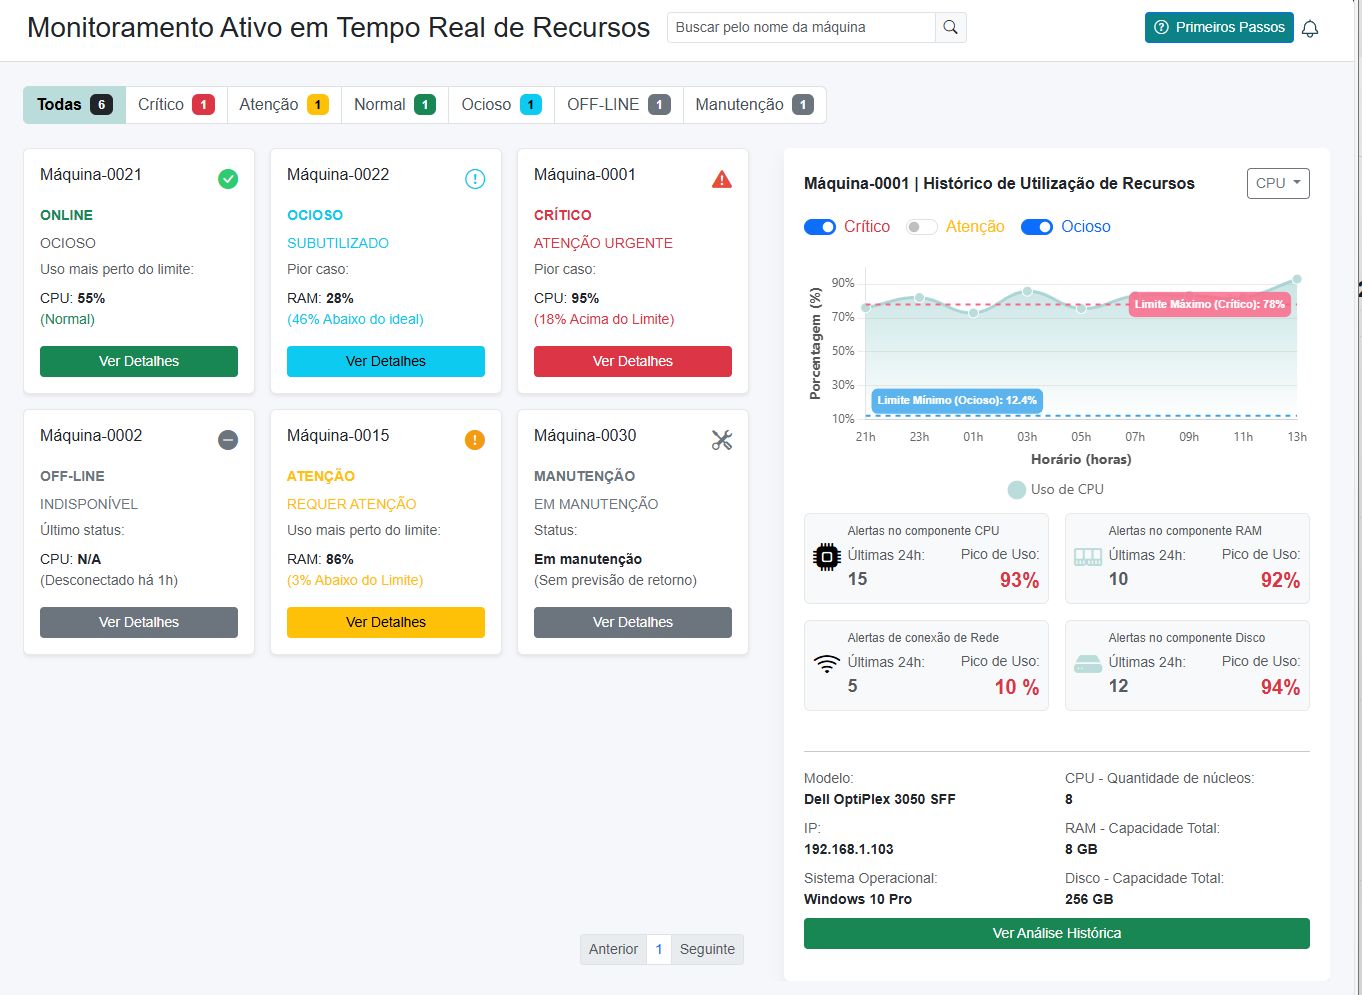 Monitoramento Ativo em Tempo Real de Recursos
Buscar pelo nome da máquina
Primeiros Passos
Todas 6
Crítico 1
Atenção 1
Normal 1
Ocioso 1
OFF-LINE 1
Manutenção 1
Máquina-0021
ONLINE
OCIOSO
Uso mais perto do limite:
CPU: 55%
(Normal)
Ver Detalhes
Máquina-0022
OCIOSO
SUBUTILIZADO
Pior caso:
RAM: 28%
(46% Abaixo do ideal)
Ver Detalhes
Máquina-0001
CRÍTICO
ATENÇÃO URGENTE
Pior caso:
CPU: 95%
(18% Acima do Limite)
Ver Detalhes
Máquina-0002
OFF-LINE
INDISPONÍVEL
Último status:
CPU: N/A
(Desconectado há 1h)
Ver Detalhes
Máquina-0015
ATENÇÃO
REQUER ATENÇÃO
Uso mais perto do limite:
RAM: 86%
(3% Abaixo do Limite)
Ver Detalhes
Máquina-0030
MANUTENÇÃO
EM MANUTENÇÃO
Status:
Em manutenção
(Sem previsão de retorno)
Ver Detalhes
Anterior 1 Seguinte
Máquina-0001 | Histórico de Utilização de Recursos
CPU
Crítico
Atenção
Ocioso
Porcentagem (%)
90%
70%
50%
30%
10%
Limite Máximo (Crítico): 78%
Limite Mínimo (Ocioso): 12.4%
21h 23h 01h 03h 05h 07h 09h 11h 13h
Horário (horas)
Uso de CPU
Alertas no componente CPU
Últimas 24h: Pico de Uso:
15 93%
Alertas no componente RAM
Últimas 24h: Pico de Uso:
10 92%
Alertas de conexão de Rede
Últimas 24h: Pico de Uso:
5 10 %
Alertas no componente Disco
Últimas 24h: Pico de Uso:
12 94%
Modelo:
Dell OptiPlex 3050 SFF
CPU - Quantidade de núcleos:
8
IP:
192.168.1.103
RAM - Capacidade Total:
8 GB
Sistema Operacional:
Windows 10 Pro
Disco - Capacidade Total:
256 GB
Ver Análise Histórica